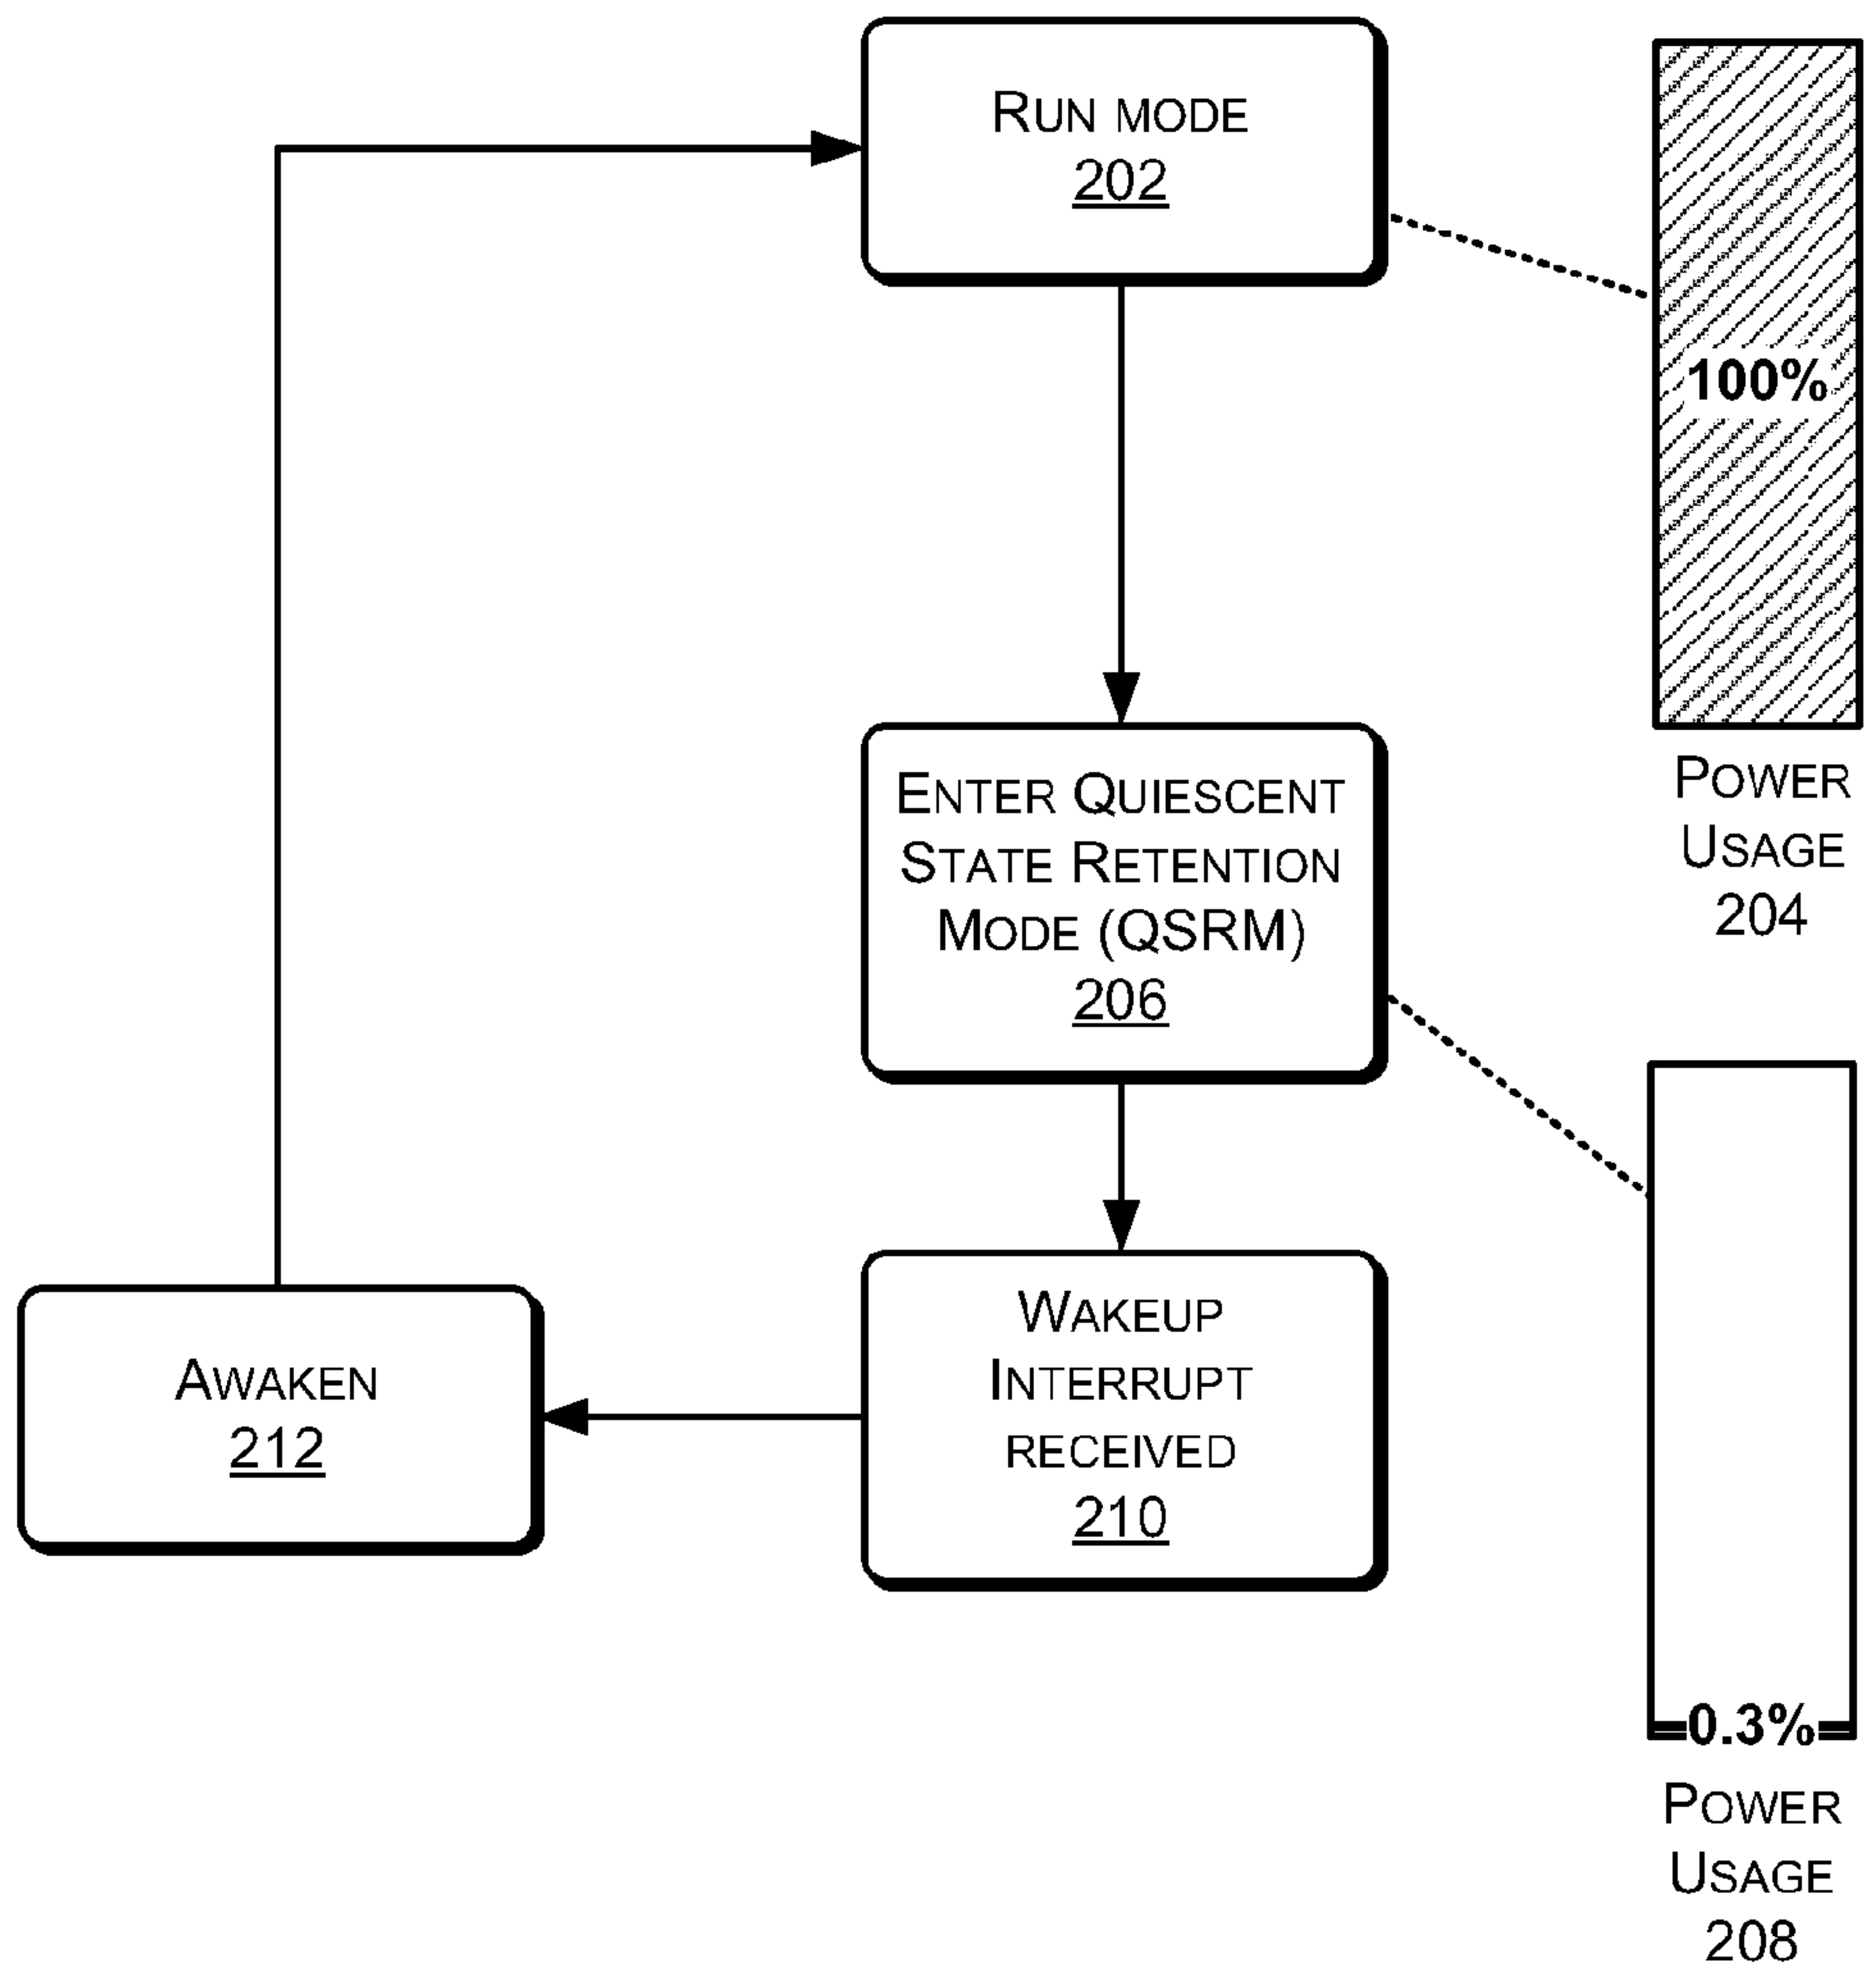 RUN MODE
202
100%
POWER
USAGE
204
ENTER QUIESCENT
STATE RETENTION
MODE (QSRM)
206
WAKEUP
INTERRUPT
RECEIVED
210
AWAKEN
212
0.3%
POWER
USAGE
208